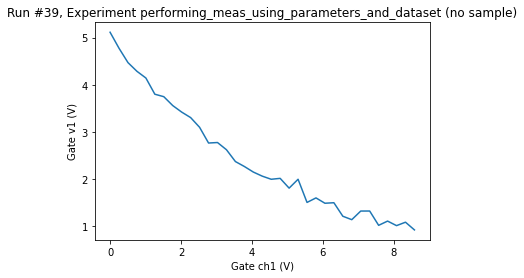 Run #39, Experiment performing_meas_using_parameters_and_dataset (no sample)
5
4
3
2
1
Gate v1 (V)
0 2 4 6 8
Gate ch1 (V)